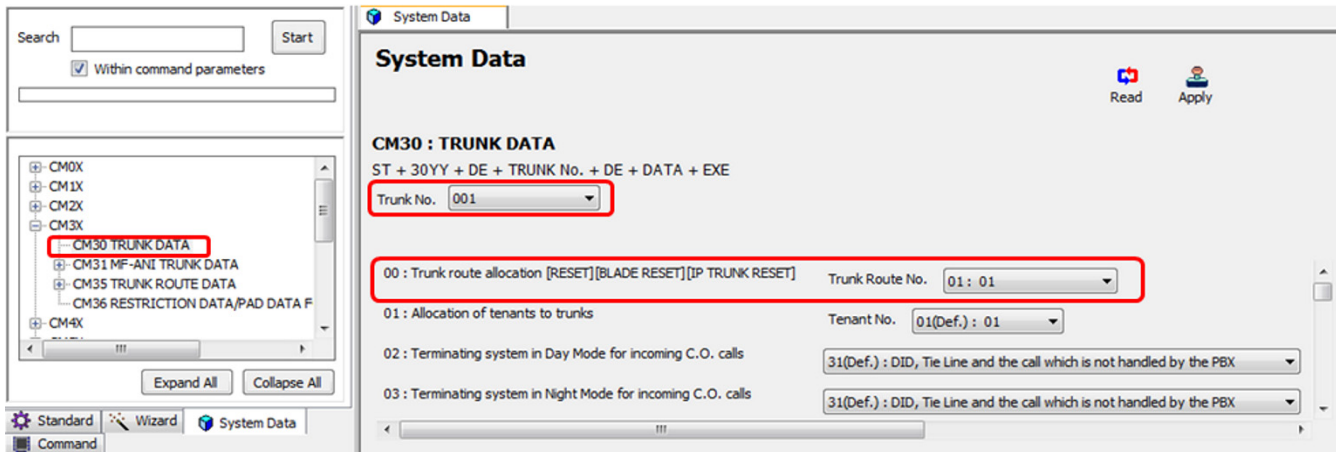 Search
Start
Within command parameters
CM0X
CM1X
CM2X
CM3X
CM30 TRUNK DATA
CM31 MF-ANI TRUNK DATA
CM35 TRUNK ROUTE DATA
CM36 RESTRICTION DATA/PAD DATA F
CM4X
Expand All
Collapse All
Standard
Wizard
System Data
Command
System Data
System Data
Read
Apply
CM30 : TRUNK DATA
ST + 30YY + DE + TRUNK No. + DE + DATA + EXE
Trunk No. 001
00 : Trunk route allocation [RESET][BLADE RESET][IP TRUNK RESET] Trunk Route No. 01 : 01
01 : Allocation of tenants to trunks Tenant No. 01(Def.) : 01
02 : Terminating system in Day Mode for incoming C.O. calls 31(Def.) : DID, Tie Line and the call which is not handled by the PBX
03 : Terminating system in Night Mode for incoming C.O. calls 31(Def.) : DID, Tie Line and the call which is not handled by the PBX